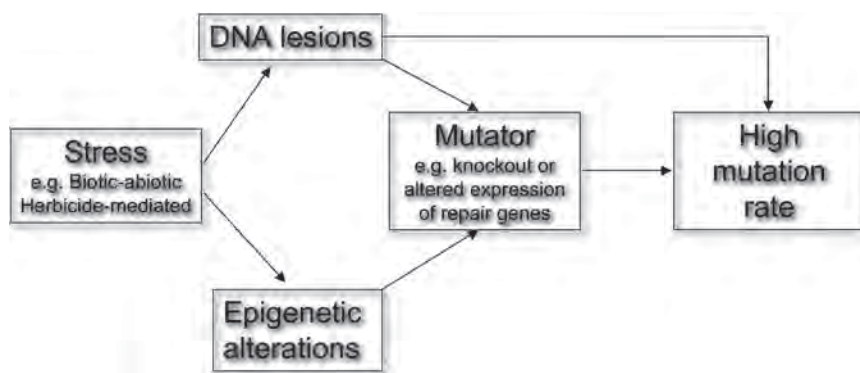 DNA lesions
Stress
e.g. Biotic-abiotic
Herbicide-mediated
Mutator
e.g. knockout or
altered expression
of repair genes
High
mutation
rate
Epigenetic
alterations